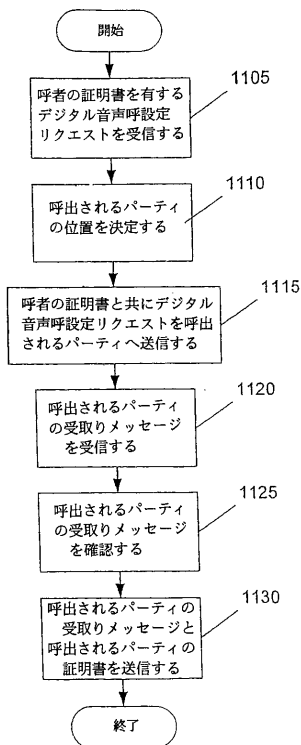 開始
1105
呼者の証明書を有する
デジタル音声呼設定
リクエストを受信する
1110
呼出されるパーティ
の位置を決定する
1115
呼者の証明書と共にデジタル
音声呼設定リクエストを呼出
されるパーティへ送信する
1120
呼出されるパーティ
の受取りメッセージ
を受信する
1125
呼出されるパーティ
の受取りメッセージ
を確認する
1130
呼出されるパーティの
受取りメッセージと
呼出されるパーティの
証明書を送信する
終了